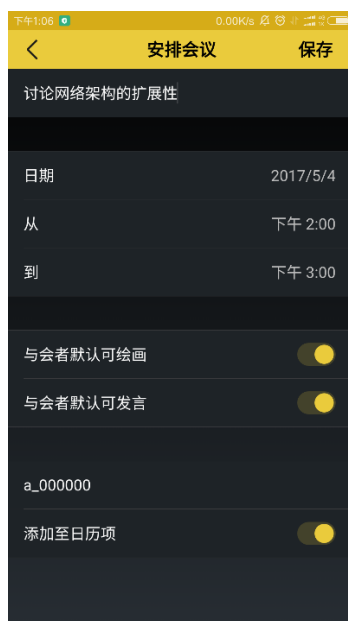 下午1:06 0.00K/s
安排会议 保存
讨论网络架构的扩展性
日期 2017/5/4
从 下午 2:00
到 下午 3:00
与会者默认可绘画
与会者默认可发言
a_000000
添加至日历项